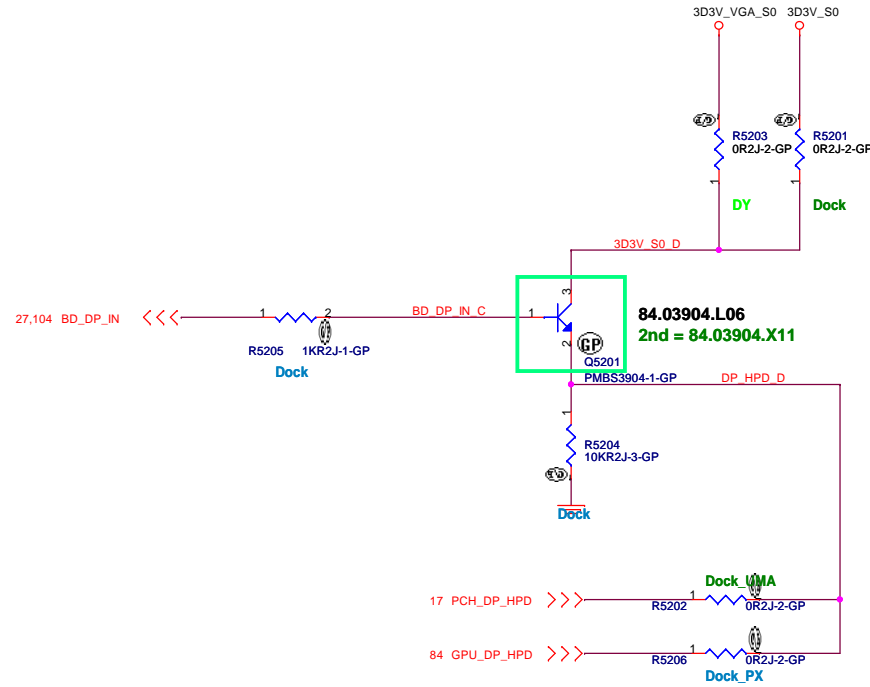 3D3V_VGA_S0 3D3V_S0
R5203
0R2J-2-GP
R5201
0R2J-2-GP
1
1
DY
Dock
3D3V_S0_D
3
27,104 BD_DP_IN
1
2
BD_DP_IN_C
1
84.03904.L06
2nd = 84.03904.X11
R5205 1KR2J-1-GP
Dock
GP
2
Q5201
PMBS3904-1-GP
DP_HPD_D
1
R5204
10KR2J-3-GP
Dock
Dock_UMA
17 PCH_DP_HPD
1
R5202
0R2J-2-GP
84 GPU_DP_HPD
1
R5206
0R2J-2-GP
Dock_PX